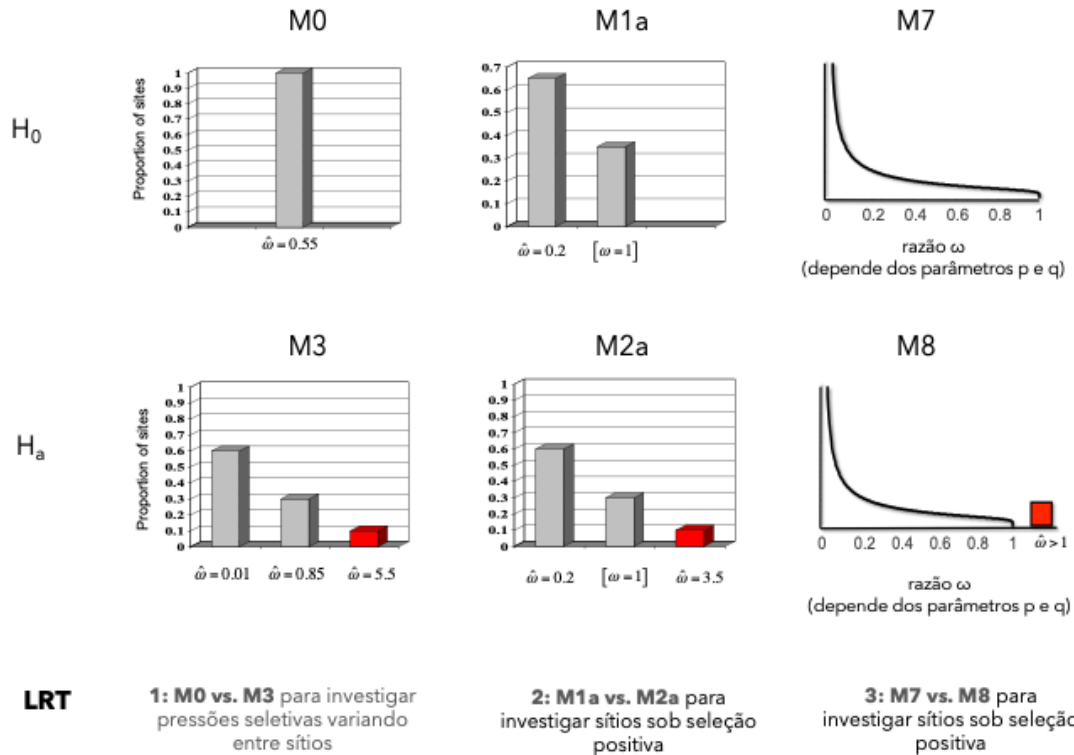 M0
M1a
M7
H₀
Proportion of sites
1
0.9
0.8
0.7
0.6
0.5
0.4
0.3
0.2
0.1
0
ω̂ = 0.55
0.7
0.6
0.5
0.4
0.3
0.2
0.1
0
ω̂ = 0.2 [ω = 1]
0 0.2 0.4 0.6 0.8 1
razão ω
(depende dos parâmetros p e q)
M3
M2a
M8
Hₐ
Proportion of sites
1
0.9
0.8
0.7
0.6
0.5
0.4
0.3
0.2
0.1
0
ω̂ = 0.01 ω̂ = 0.85 ω̂ = 5.5
1
0.9
0.8
0.7
0.6
0.5
0.4
0.3
0.2
0.1
0
ω̂ = 0.2 [ω = 1] ω̂ = 3.5
0 0.2 0.4 0.6 0.8 1 ω̂ > 1
razão ω
(depende dos parâmetros p e q)
LRT
1: M0 vs. M3 para investigar
pressões seletivas variando
entre sítios
2: M1a vs. M2a para
investigar sítios sob seleção
positiva
3: M7 vs. M8 para
investigar sítios sob seleção
positiva